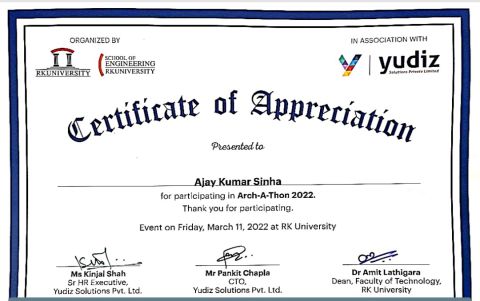 ORGANIZED BY
IN ASSOCIATION WITH
RKUNIVERSITY
SCHOOL OF
ENGINEERING
RKUNIVERSITY
yudiz
Solutions Private Limited
Certificate of Appreciation
Presented to
Ajay Kumar Sinha
for participating in Arch-A-Thon 2022.
Thank you for participating.
Event on Friday, March 11, 2022 at RK University
Ms Kinjal Shah
Sr HR Executive,
Yudiz Solutions Pvt. Ltd.
Mr Pankit Chapla
CTO,
Yudiz Solutions Pvt. Ltd.
Dr Amit Lathigara
Dean, Faculty of Technology,
RK University